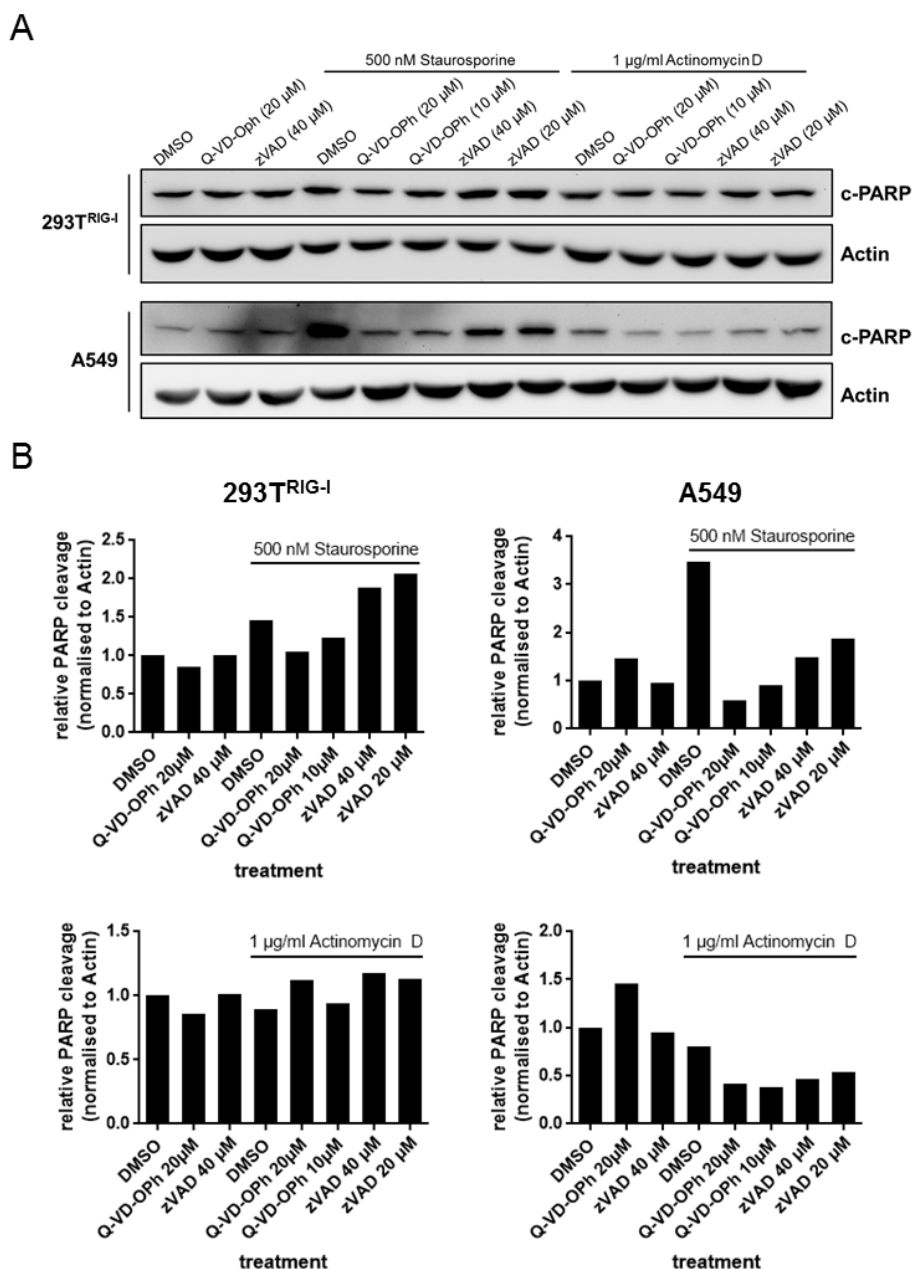 A
500 nM Staurosporine 1 µg/ml Actinomycin D
DMSO Q-VD-Oph (20 µM) zVAD (40 µM) DMSO Q-VD-OPh (20 µM) Q-VD-OPh (10 µM) zVAD (40 µM) zVAD (20 µM) DMSO Q-VD-OPh (20 µM) Q-VD-OPh (10 µM) zVAD (40 µM) zVAD (20 µM)
293T RIG-I
c-PARP
Actin
A549
c-PARP
Actin
B
293T RIG-I
500 nM Staurosporine
relative PARP cleavage
(normalised to Actin)
2.5
2.0
1.5
1.0
0.5
0.0
DMSO Q-VD-OPh 20µM zVAD 40 µM DMSO Q-VD-OPh 20µM Q-VD-OPh 10µM zVAD 40 µM zVAD 20 µM
treatment
A549
500 nM Staurosporine
relative PARP cleavage
(normalised to Actin)
4
3
2
1
0
DMSO Q-VD-OPh 20µM zVAD 40 µM DMSO Q-VD-OPh 20µM Q-VD-OPh 10µM zVAD 40 µM zVAD 20 µM
treatment
1 µg/ml Actinomycin D
relative PARP cleavage
(normalised to Actin)
1.5
1.0
0.5
0.0
DMSO Q-VD-OPh 20µM zVAD 40 µM DMSO Q-VD-OPh 20µM Q-VD-OPh 10µM zVAD 40 µM zVAD 20 µM
treatment
1 µg/ml Actinomycin D
relative PARP cleavage
(normalised to Actin)
2.0
1.5
1.0
0.5
0.0
DMSO Q-VD-OPh 20µM zVAD 40 µM DMSO Q-VD-OPh 20µM Q-VD-OPh 10µM zVAD 40 µM zVAD 20 µM
treatment